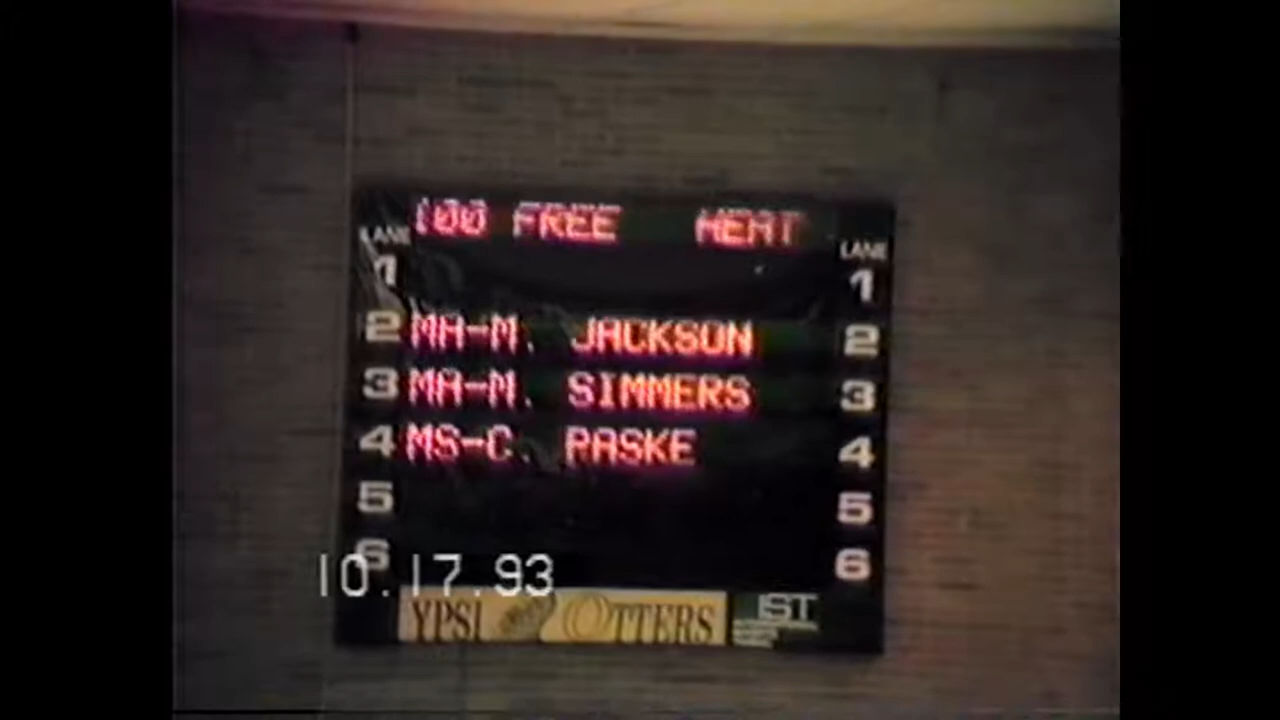 100 FREE HEAT
LANE LANE
1 1
2 MA-M. JACKSON 2
3 MA-M. SIMMERS 3
4 MS-C. PASKE 4
5 5
6 6
10.17.93
YPSI OTTERS IST